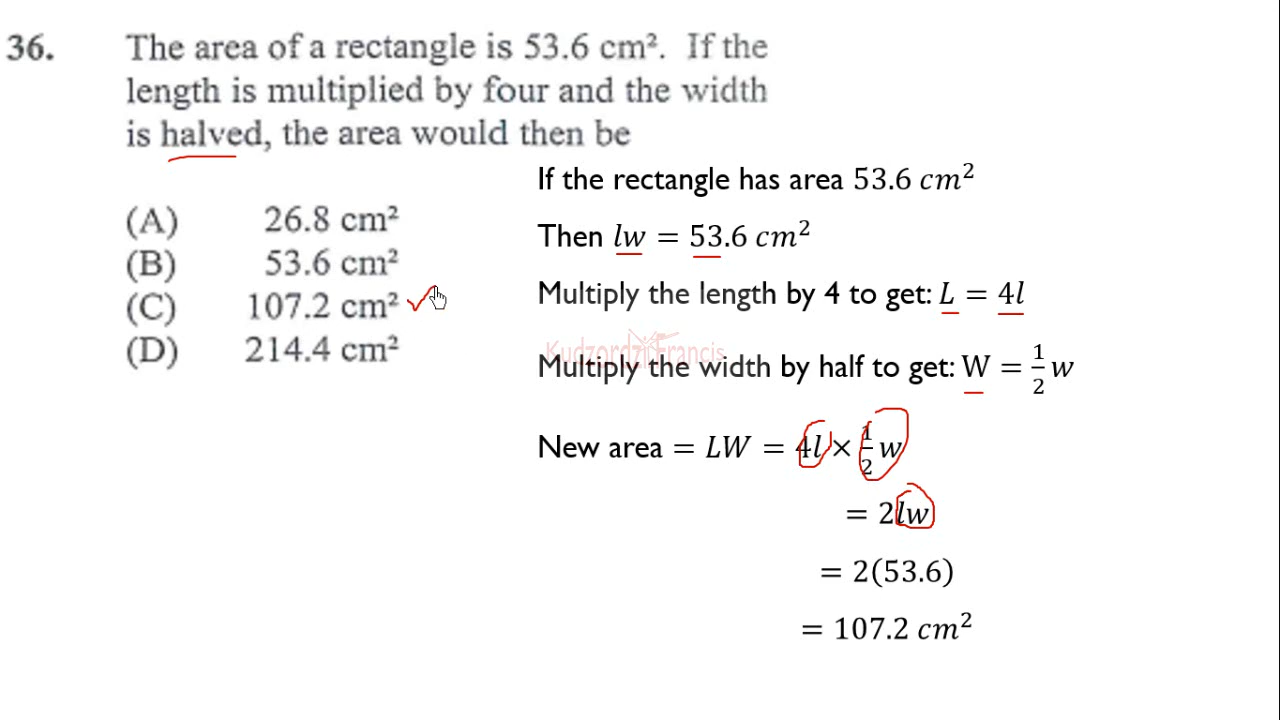 36. The area of a rectangle is 53.6 cm². If the
length is multiplied by four and the width
is halved, the area would then be
(A) 26.8 cm²
(B) 53.6 cm²
(C) 107.2 cm²
(D) 214.4 cm²
If the rectangle has area 53.6 cm²
Then lw = 53.6 cm²
Multiply the length by 4 to get: L = 4l
Kudzordzi Francis
Multiply the width by half to get: W = 1/2 w
New area = LW = 4l × 1/2 w
= 2lw
= 2(53.6)
= 107.2 cm²